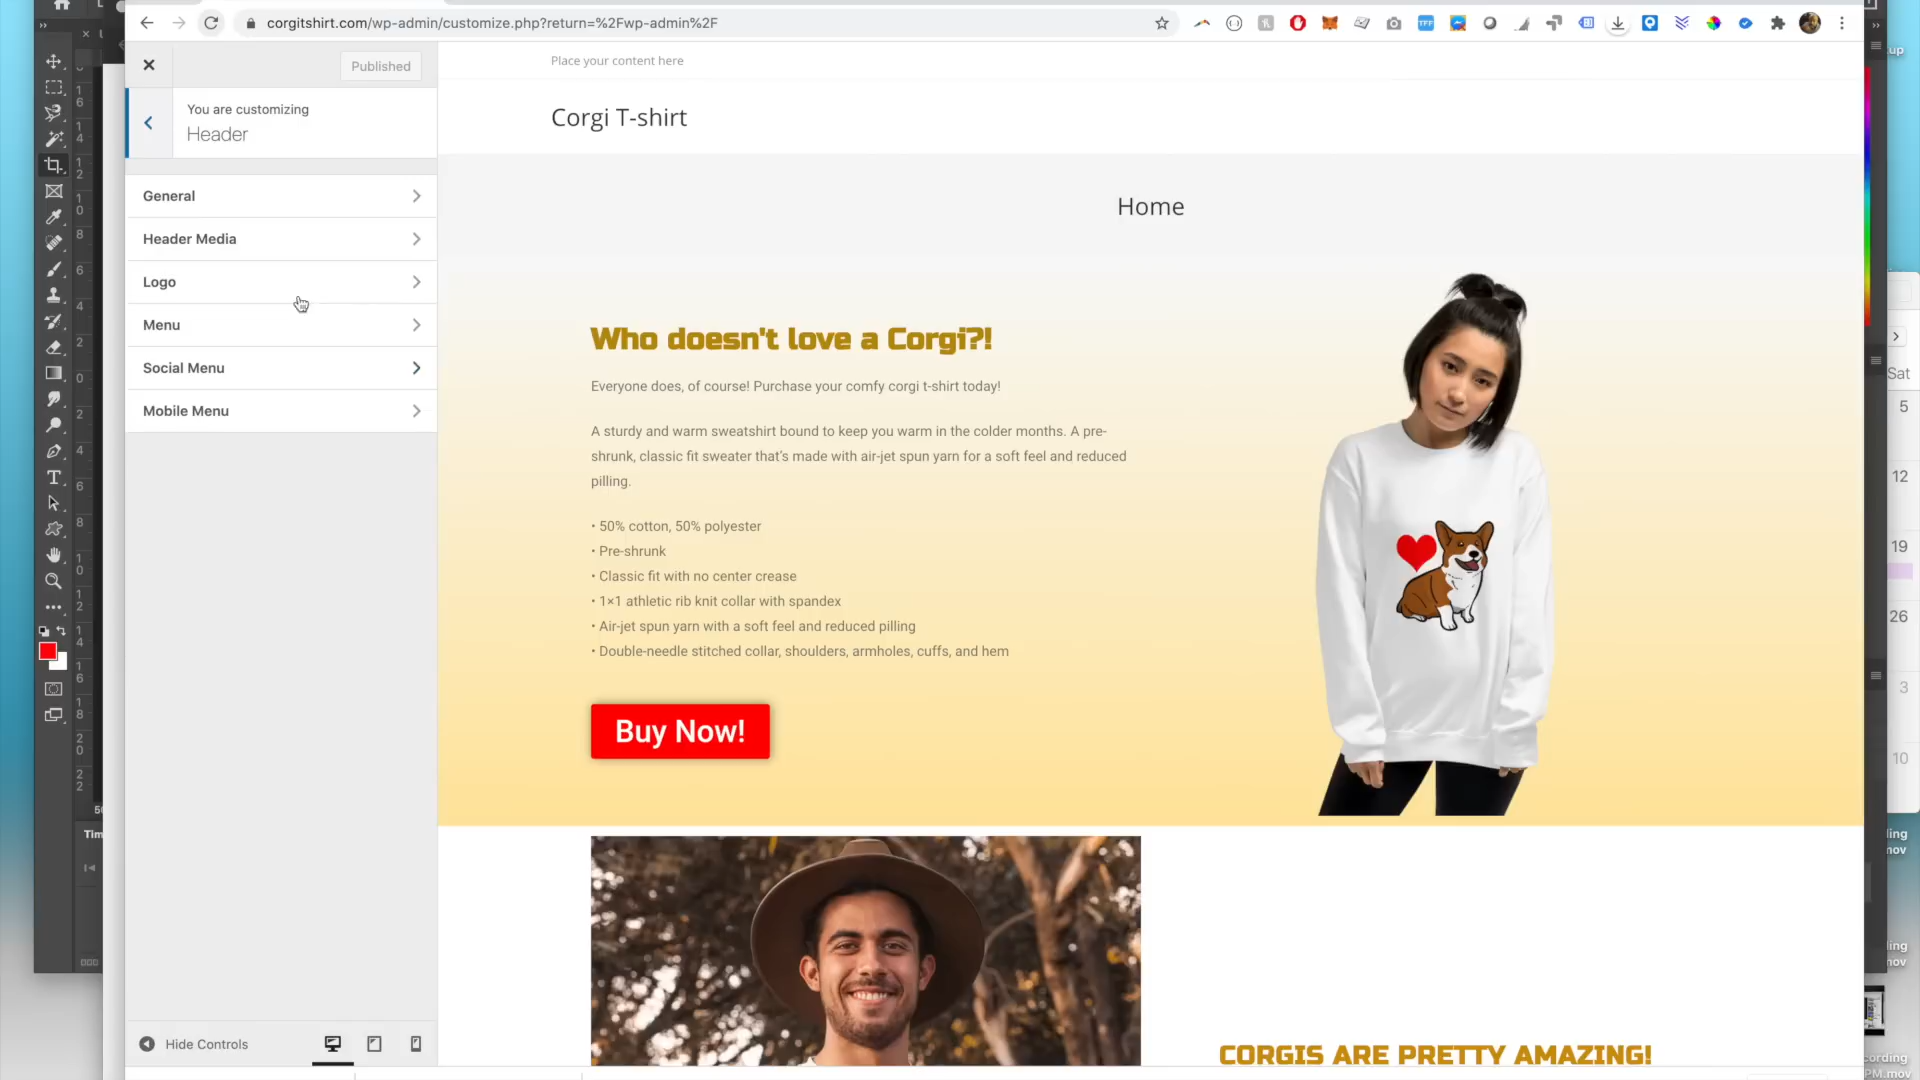 corgitshirt.com/wp-admin/customize.php?return=%2Fwp-admin%2F
Published
You are customizing
Header
General
Header Media
Logo
Menu
Social Menu
Mobile Menu
Hide Controls
Place your content here
Corgi T-shirt
Home
Who doesn't love a Corgi?!
Everyone does, of course! Purchase your comfy corgi t-shirt today!
A sturdy and warm sweatshirt bound to keep you warm in the colder months. A pre-
shrunk, classic fit sweater that's made with air-jet spun yarn for a soft feel and reduced
pilling.
• 50% cotton, 50% polyester
• Pre-shrunk
• Classic fit with no center crease
• 1×1 athletic rib knit collar with spandex
• Air-jet spun yarn with a soft feel and reduced pilling
• Double-needle stitched collar, shoulders, armholes, cuffs, and hem
Buy Now!
CORGIS ARE PRETTY AMAZING!
Sat
5
12
19
26
3
10